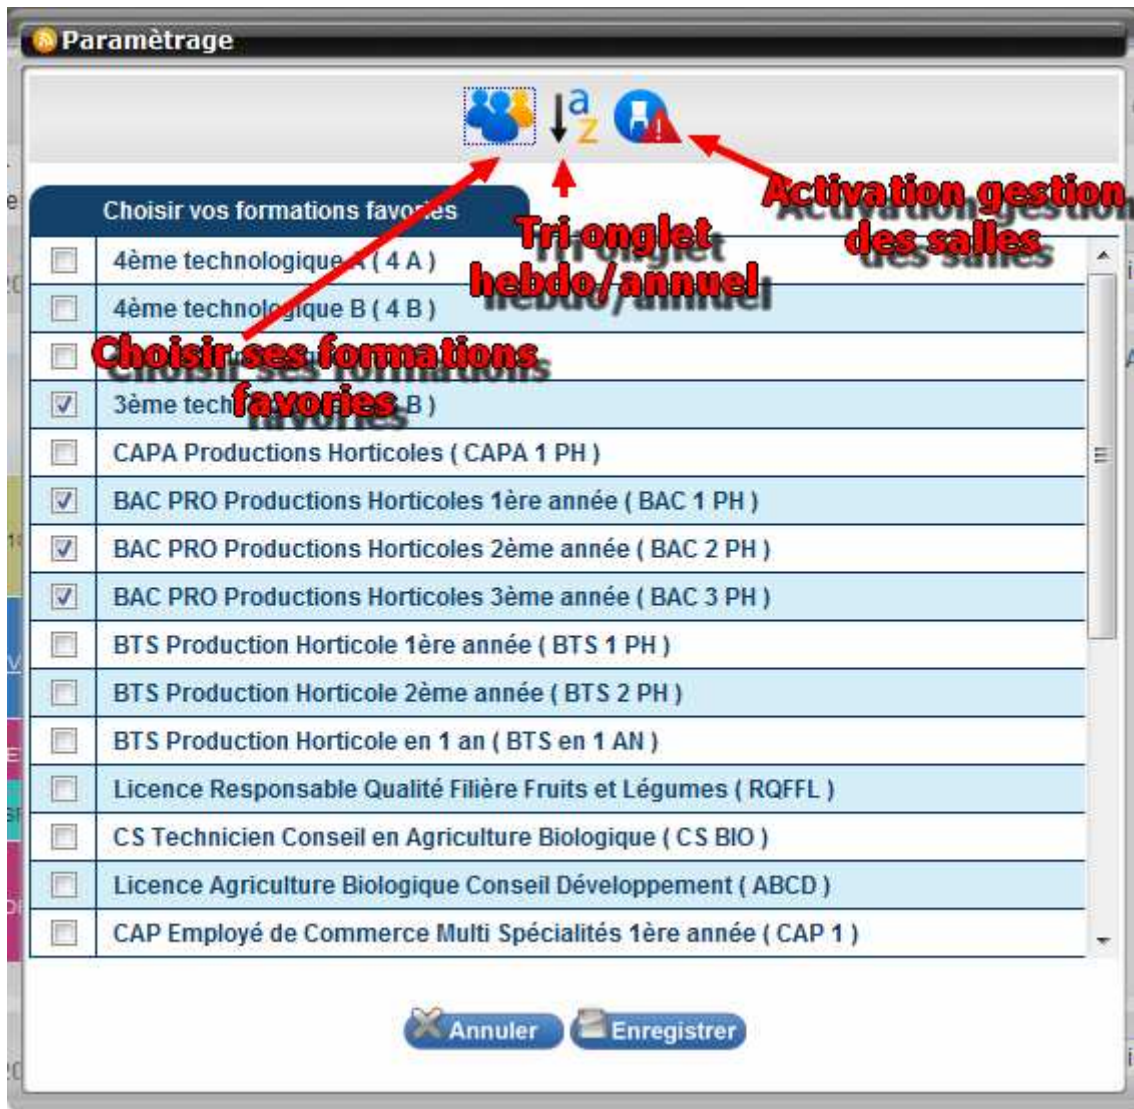 Paramètrage
a
z
Activation gestion
des salles
Choisir vos formations favories
Tri onglet
hebdo/annuel
4ème technologique A ( 4 A )
4ème technologique B ( 4 B )
Choisir ses formations
favories
3ème tech B )
CAPA Productions Horticoles ( CAPA 1 PH )
BAC PRO Productions Horticoles 1ère année ( BAC 1 PH )
BAC PRO Productions Horticoles 2ème année ( BAC 2 PH )
BAC PRO Productions Horticoles 3ème année ( BAC 3 PH )
BTS Production Horticole 1ère année ( BTS 1 PH )
BTS Production Horticole 2ème année ( BTS 2 PH )
BTS Production Horticole en 1 an ( BTS en 1 AN )
Licence Responsable Qualité Filière Fruits et Légumes ( RQFFL )
CS Technicien Conseil en Agriculture Biologique ( CS BIO )
Licence Agriculture Biologique Conseil Développement ( ABCD )
CAP Employé de Commerce Multi Spécialités 1ère année ( CAP 1 )
Annuler
Enregistrer